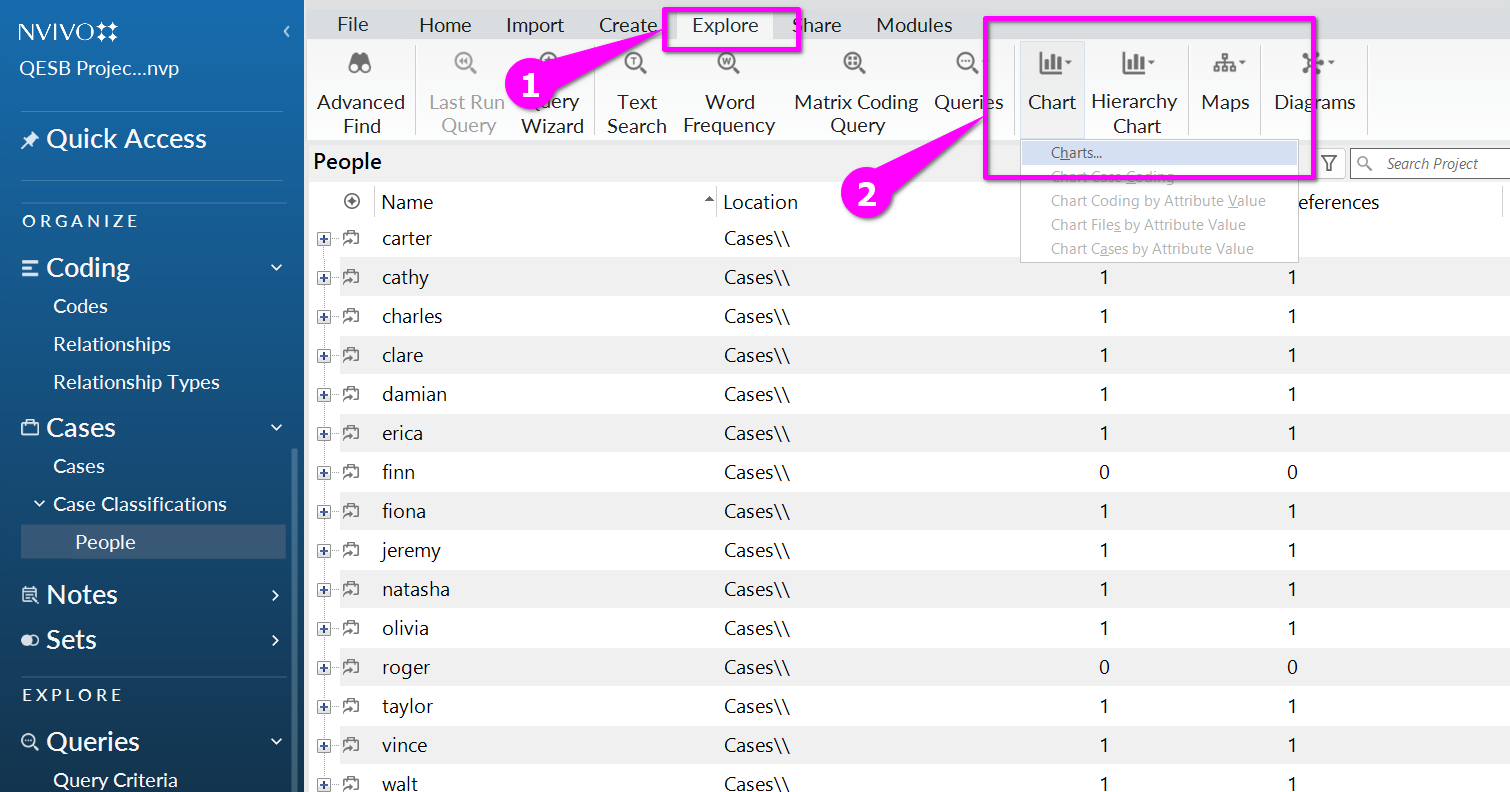 NVIVO
QESB Projec...nvp
Quick Access
ORGANIZE
Coding
Codes
Relationships
Relationship Types
Cases
Cases
Case Classifications
People
Notes
Sets
EXPLORE
Queries
Query Criteria
File Home Import Create Explore Share Modules
1
2
Advanced Find
Last Run Query
Query Wizard
Text Search
Word Frequency
Matrix Coding Query
Queries
Chart
Hierarchy Chart
Maps
Diagrams
Charts...
Chart Case Coding
Chart Coding by Attribute Value
Chart Files by Attribute Value
Chart Cases by Attribute Value
People
Search Project
Name Location eferences
carter Cases\\
cathy Cases\\ 1 1
charles Cases\\ 1 1
clare Cases\\ 1 1
damian Cases\\ 1 1
erica Cases\\ 1 1
finn Cases\\ 0 0
fiona Cases\\ 1 1
jeremy Cases\\ 1 1
natasha Cases\\ 1 1
olivia Cases\\ 1 1
roger Cases\\ 0 0
taylor Cases\\ 1 1
vince Cases\\ 1 1
walt Cases\\ 1 1